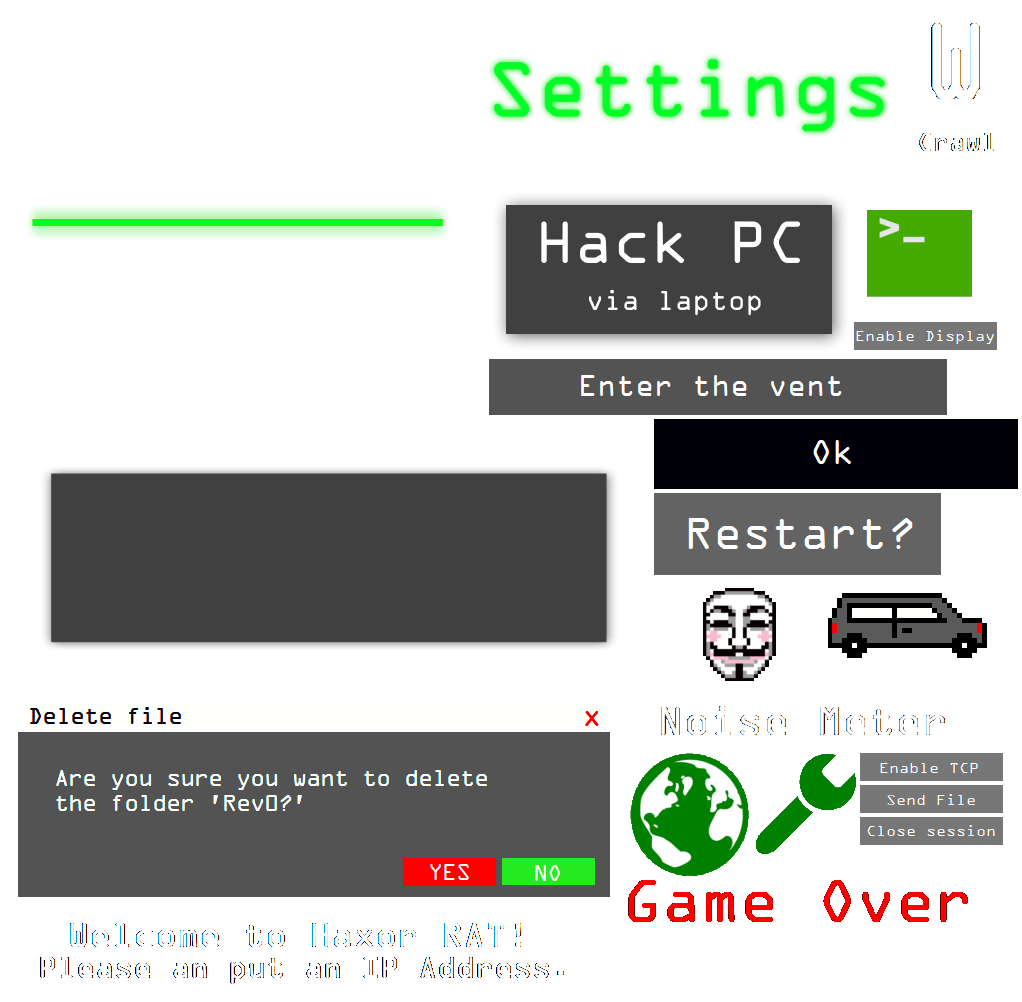 Settings
W
Crawl
Hack PC
via laptop
>_
Enable Display
Enter the vent
Ok
Restart?
Delete file
X
Are you sure you want to delete
the folder 'Rev▯?'
YES
NO
Noise Meter
Enable TCP
Send File
Close session
Game Over
Welcome to Haxor RAT!
Please an put an IP Address.